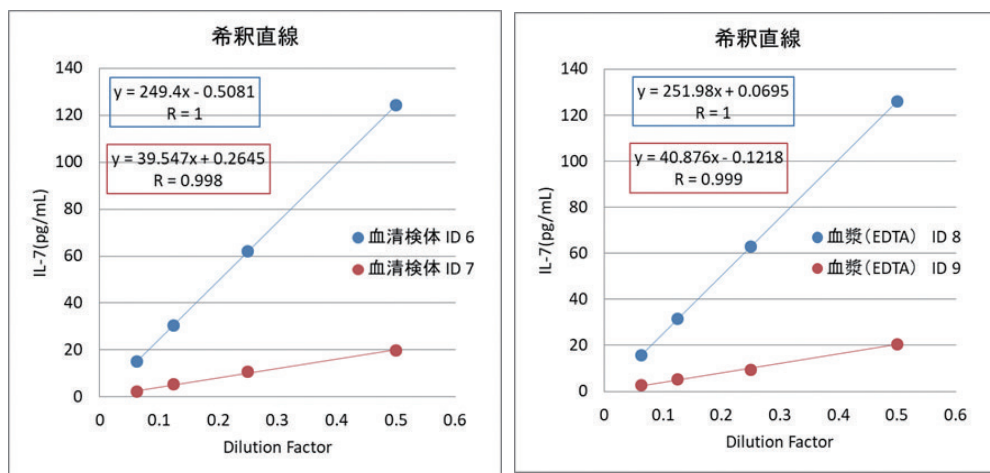 希釈直線
140
120
100
80
60
40
20
0
IL-7(pg/mL)
y = 249.4x - 0.5081
R = 1
y = 39.547x + 0.2645
R = 0.998
血清検体 ID 6
血清検体 ID 7
0 0.1 0.2 0.3 0.4 0.5 0.6
Dilution Factor
希釈直線
140
120
100
80
60
40
20
0
IL-7(pg/mL)
y = 251.98x + 0.0695
R = 1
y = 40.876x - 0.1218
R = 0.999
血漿（EDTA） ID 8
血漿（EDTA） ID 9
0 0.1 0.2 0.3 0.4 0.5 0.6
Dilution Factor